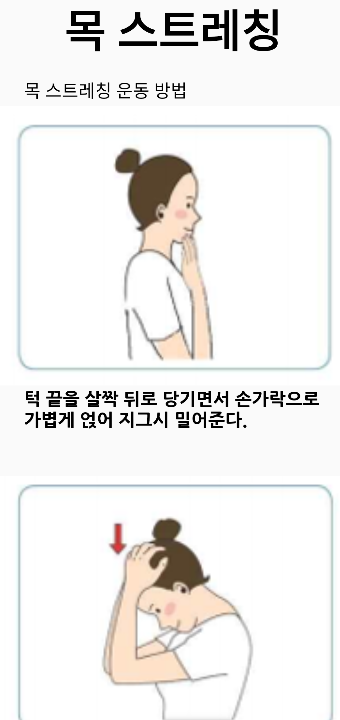 목 스트레칭
목 스트레칭 운동 방법
턱 끝을 살짝 뒤로 당기면서 손가락으로
가볍게 얹어 지그시 밀어준다.